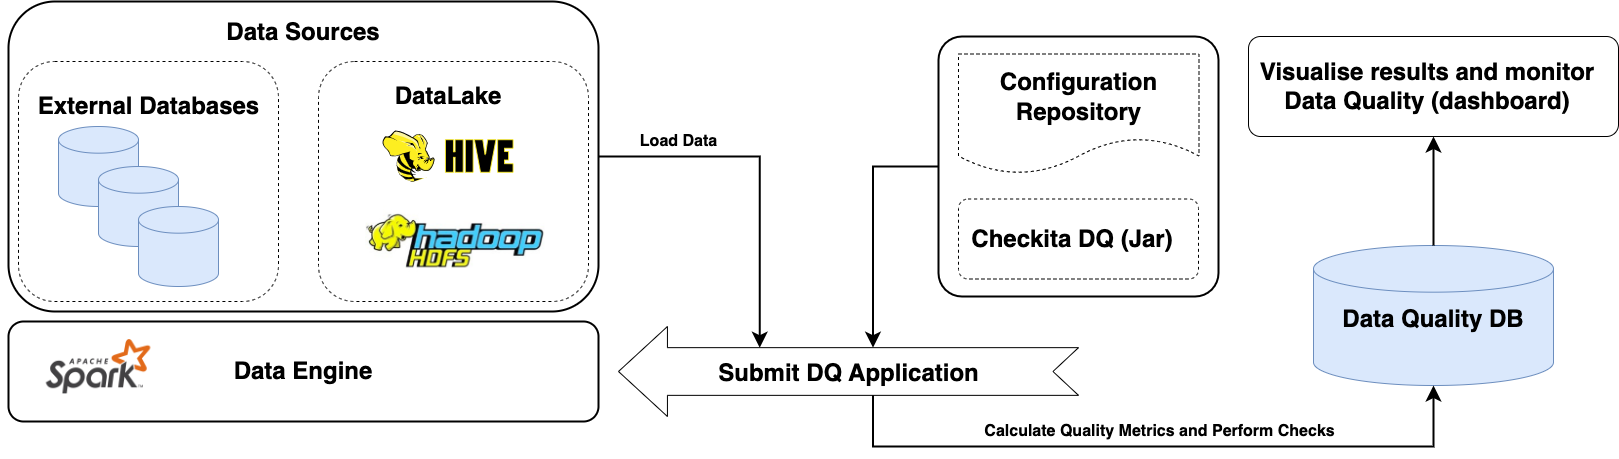 Data Sources
External Databases
DataLake
HIVE
hadoop
HDFS
Load Data
Configuration
Repository
Checkita DQ (Jar)
Visualise results and monitor
Data Quality (dashboard)
Data Quality DB
APACHE
Spark
Data Engine
Submit DQ Application
Calculate Quality Metrics and Perform Checks